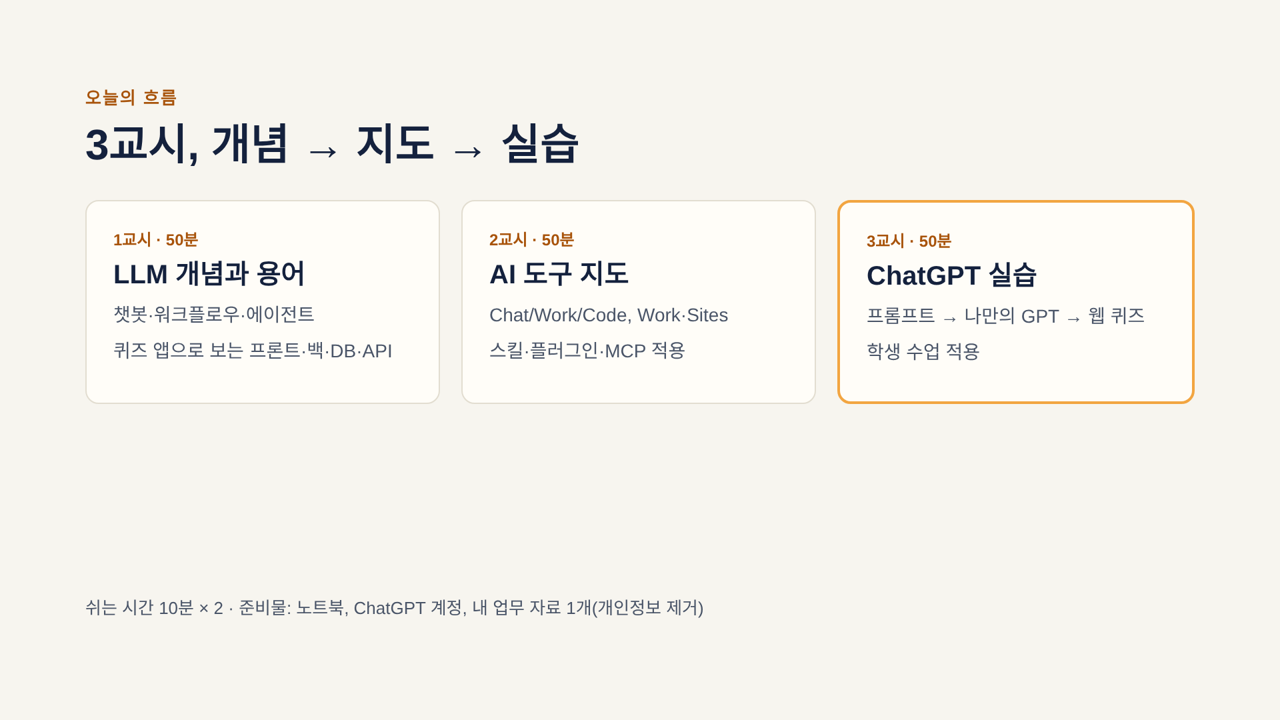 오늘의 흐름
3교시, 개념 → 지도 → 실습
1교시 · 50분
LLM 개념과 용어
챗봇·워크플로우·에이전트
퀴즈 앱으로 보는 프론트·백·DB·API
2교시 · 50분
AI 도구 지도
Chat/Work/Code, Work·Sites
스킬·플러그인·MCP 적용
3교시 · 50분
ChatGPT 실습
프롬프트 → 나만의 GPT → 웹 퀴즈
학생 수업 적용
쉬는 시간 10분 × 2 · 준비물: 노트북, ChatGPT 계정, 내 업무 자료 1개(개인정보 제거)